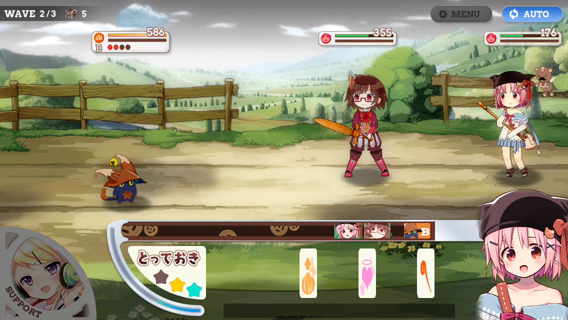 WAVE 2/3 5
MENU
AUTO
586
B
355
176
B
とっておき
SUPPORT